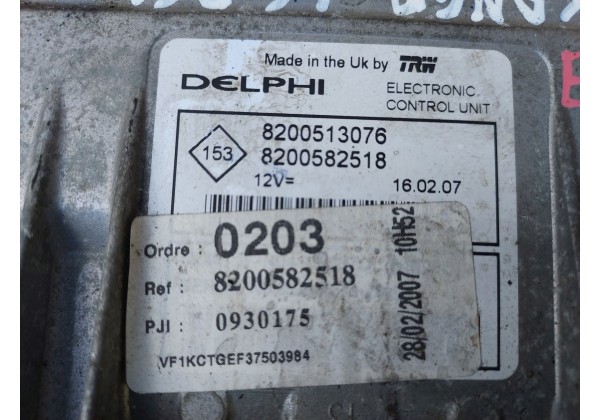 Made in the Uk by TRW
DELPHI
ELECTRONIC
CONTROL UNIT
153
8200513076
8200582518
12V=
16.02.07
Ordre : 0203
Ref : 8200582518
PJI : 0930175
VF1KCTGEF37503984
28/02/2007 10H52